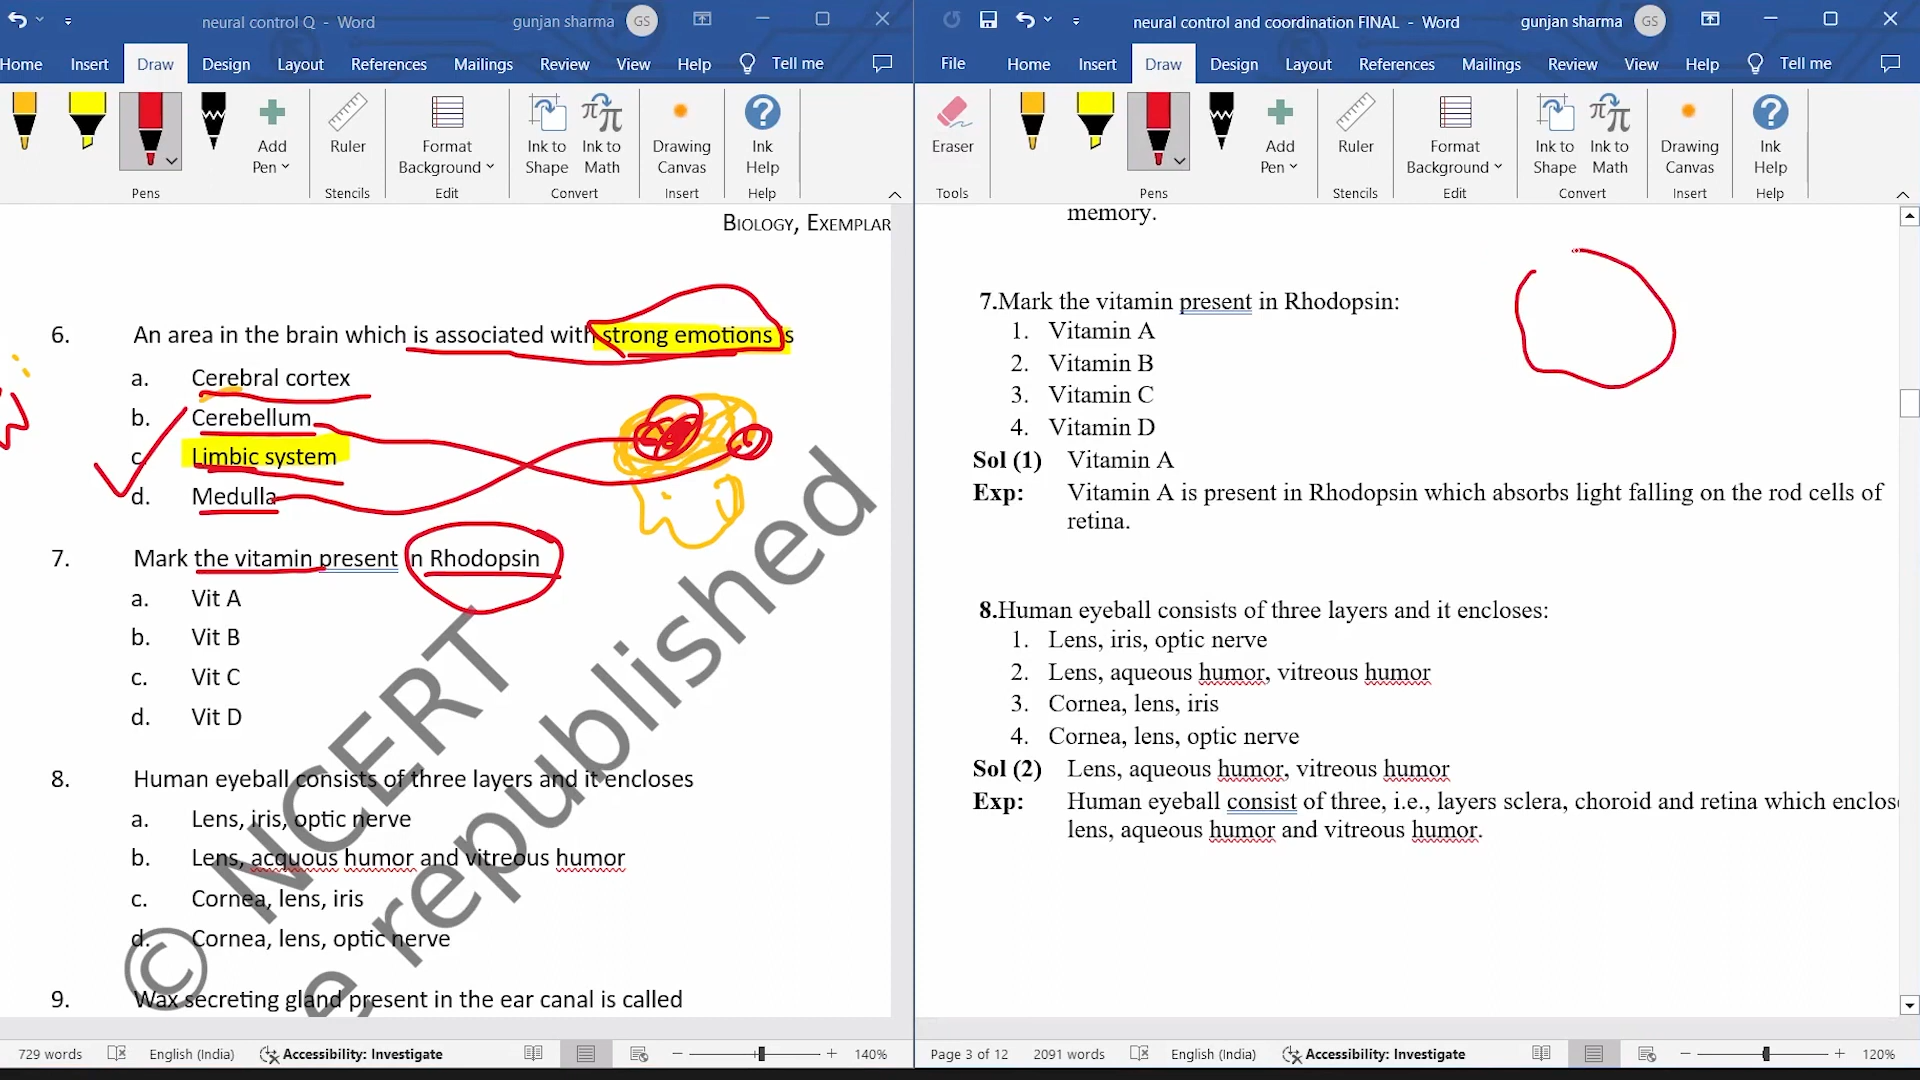 neural control Q - Word
gunjan sharma GS
Home Insert Draw Design Layout References Mailings Review View Help Tell me
Add Pen
Ruler
Format Background
Ink to Shape
Ink to Math
Drawing Canvas
Ink Help
Pens Stencils Edit Convert Insert Help
BIOLOGY, EXEMPLAR
6. An area in the brain which is associated with strong emotions is
a. Cerebral cortex
b. Cerebellum
c. Limbic system
d. Medulla
7. Mark the vitamin present in Rhodopsin
a. Vit A
b. Vit B
c. Vit C
d. Vit D
8. Human eyeball consists of three layers and it encloses
a. Lens, iris, optic nerve
b. Lens, acquous humor and vitreous humor
c. Cornea, lens, iris
d. Cornea, lens, optic nerve
9. Wax secreting gland present in the ear canal is called
© NCERT
e republished
729 words English (India) Accessibility: Investigate 140%
neural control and coordination FINAL - Word
gunjan sharma GS
File Home Insert Draw Design Layout References Mailings Review View Help Tell me
Eraser
Add Pen
Ruler
Format Background
Ink to Shape
Ink to Math
Drawing Canvas
Ink Help
Tools Pens Stencils Edit Convert Insert Help
memory.
7.Mark the vitamin present in Rhodopsin:
1. Vitamin A
2. Vitamin B
3. Vitamin C
4. Vitamin D
Sol (1) Vitamin A
Exp: Vitamin A is present in Rhodopsin which absorbs light falling on the rod cells of
retina.
8.Human eyeball consists of three layers and it encloses:
1. Lens, iris, optic nerve
2. Lens, aqueous humor, vitreous humor
3. Cornea, lens, iris
4. Cornea, lens, optic nerve
Sol (2) Lens, aqueous humor, vitreous humor
Exp: Human eyeball consist of three, i.e., layers sclera, choroid and retina which enclose
lens, aqueous humor and vitreous humor.
Page 3 of 12 2091 words English (India) Accessibility: Investigate 120%